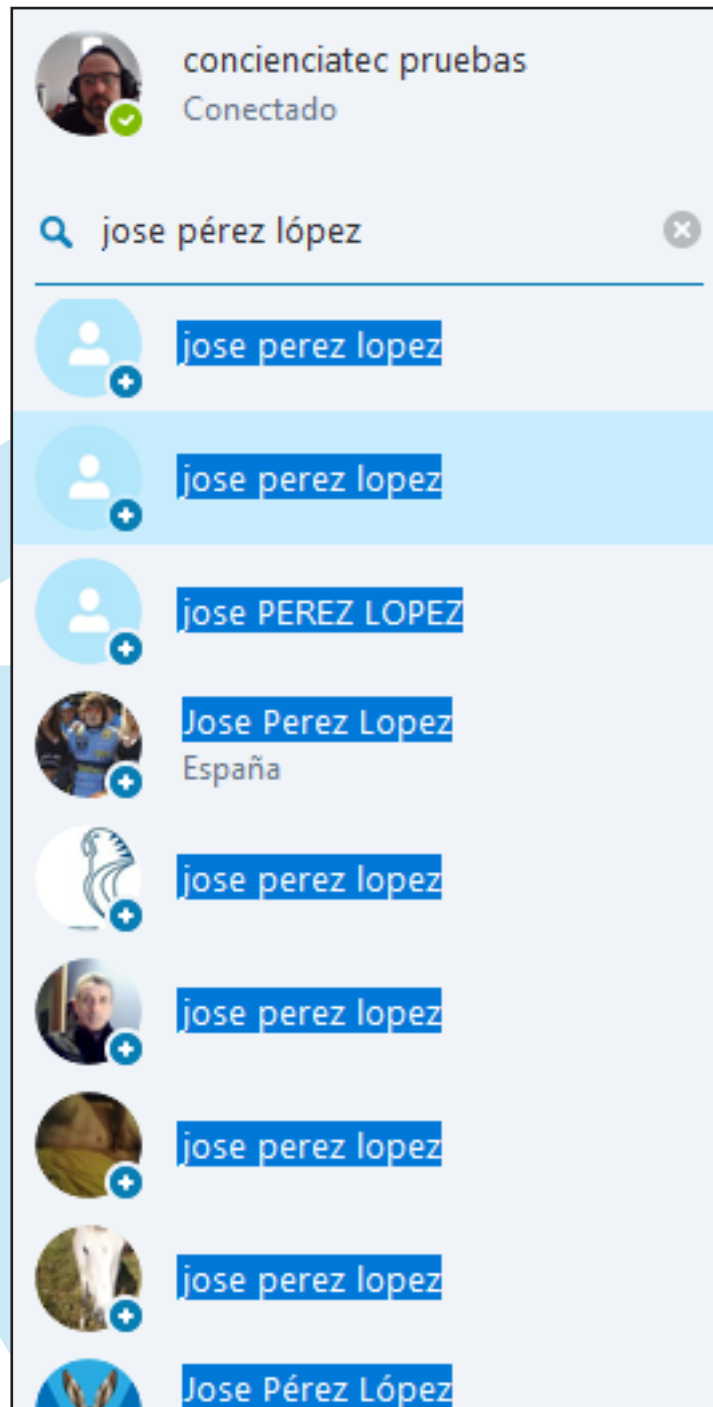 concienciatec pruebas
Conectado
jose pérez lópez
jose perez lopez
jose perez lopez
jose PEREZ LOPEZ
Jose Perez Lopez
España
jose perez lopez
jose perez lopez
jose perez lopez
jose perez lopez
Jose Pérez López